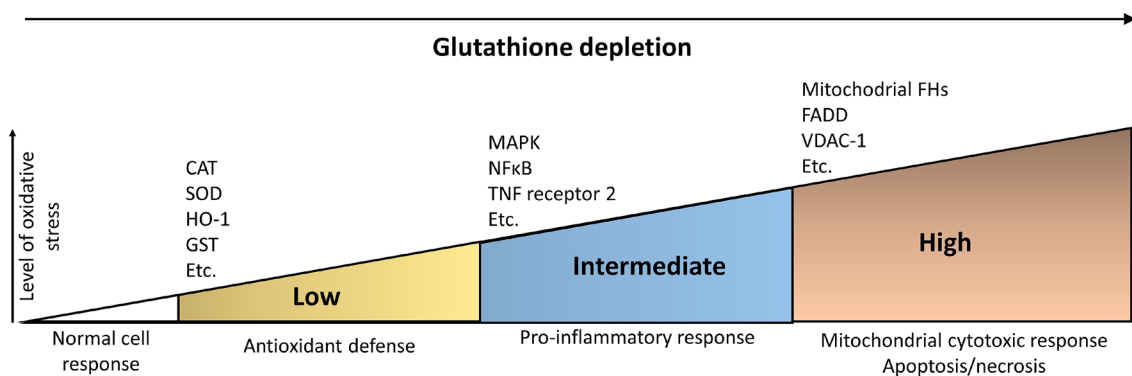 Glutathione depletion
Level of oxidative
stress
CAT
SOD
HO-1
GST
Etc.
MAPK
NFκB
TNF receptor 2
Etc.
Mitochodrial FHs
FADD
VDAC-1
Etc.
Low
Intermediate
High
Normal cell
response
Antioxidant defense
Pro-inflammatory response
Mitochondrial cytotoxic response
Apoptosis/necrosis